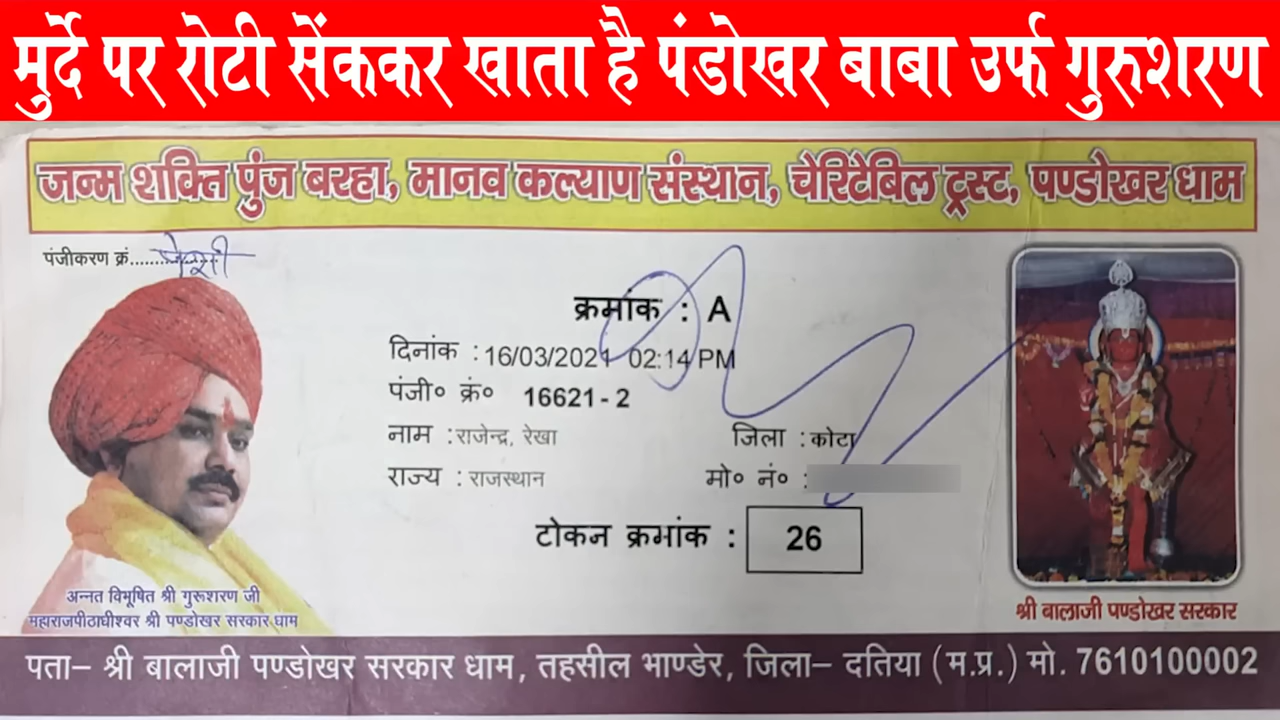 मुर्दे पर रोटी सेंककर खाता है पंडोखर बाबा उर्फ गुरुशरण
जन्म शक्ति पुंज बरहा, मानव कल्याण संस्थान, चेरिटेबिल ट्रस्ट, पण्डोखर धाम
पंजीकरण क्रं........पेशी
क्रमांक : A
दिनांक : 16/03/2021 02:14 PM
पंजी० क्रं० 16621 - 2
नाम : राजेन्द्र, रेखा जिला : कोटा
राज्य : राजस्थान मो० नं० :
टोकन क्रमांक : 26
अन्नत विभूषित श्री गुरूशरण जी
महाराजपीठाघीश्वर श्री पण्डोखर सरकार धाम
श्री बालाजी पण्डोखर सरकार
पता– श्री बालाजी पण्डोखर सरकार धाम, तहसील भाण्डेर, जिला– दतिया (म.प्र.) मो. 7610100002